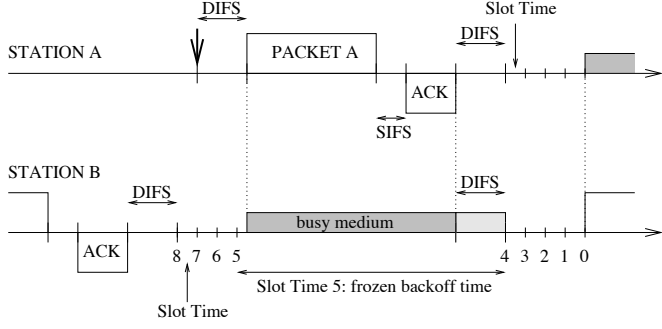 DIFS
DIFS
Slot Time
STATION A
PACKET A
ACK
SIFS
STATION B
DIFS
DIFS
busy medium
ACK
8 7 6 5 4 3 2 1 0
Slot Time
Slot Time 5: frozen backoff time